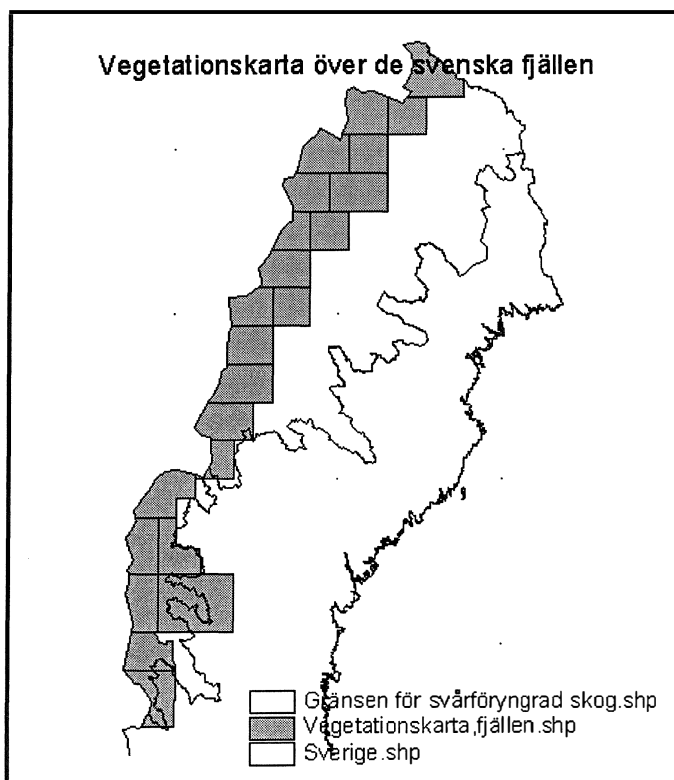 Vegetationskarta över de svenska fjällen
Gränsen för svårföryngrad skog.shp
Vegetationskarta,fjällen.shp
Sverige.shp